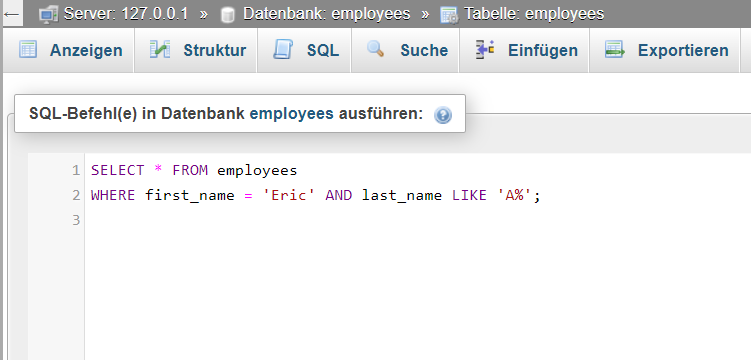 ← Server: 127.0.0.1 » Datenbank: employees » Tabelle: employees
Anzeigen Struktur SQL Suche Einfügen Exportieren
SQL-Befehl(e) in Datenbank employees ausführen:
1 SELECT * FROM employees
2 WHERE first_name = 'Eric' AND last_name LIKE 'A%';
3